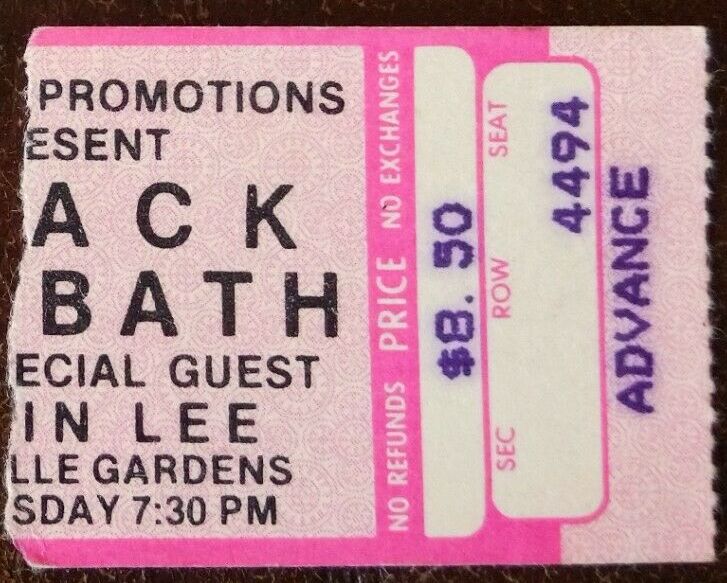 PROMOTIONS
ESENT
ACK
BATH
ECIAL GUEST
IN LEE
LLE GARDENS
SDAY 7:30 PM
NO REFUNDS PRICE NO EXCHANGES
$8.50
SEC ROW SEAT
4494
ADVANCE